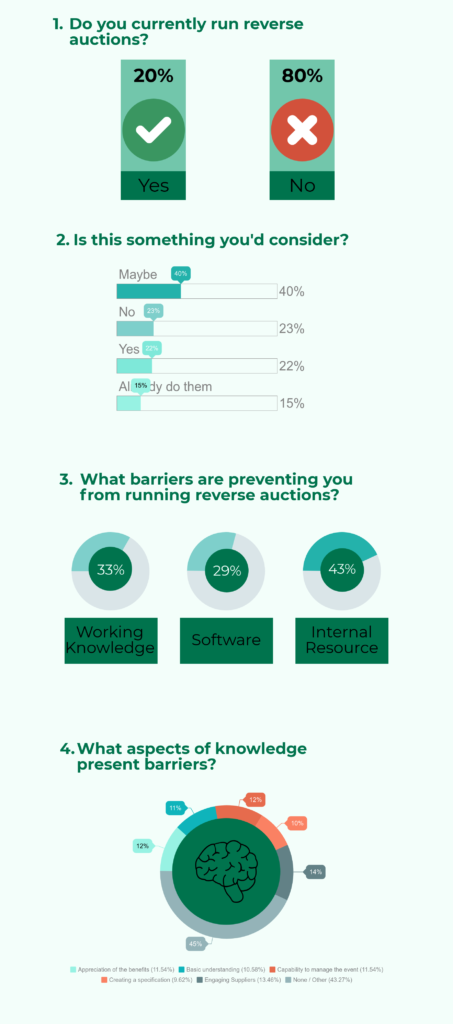 1. Do you currently run reverse
auctions?
20%
80%
Yes
No
2. Is this something you'd consider?
Maybe
40%
40%
No
23%
23%
Yes
22%
22%
15%
dy do them
15%
3. What barriers are preventing you
from running reverse auctions?
33%
29%
43%
Working
Knowledge
Software
Internal
Resource
4. What aspects of knowledge
present barriers?
12%
11%
10%
12%
14%
45%
Appreciation of the benefits (11.54%) Basic understanding (10.58%) Capability to manage the event (11.54%)
Creating a specification (9.62%) Engaging Suppliers (13.46%) None / Other (43.27%)